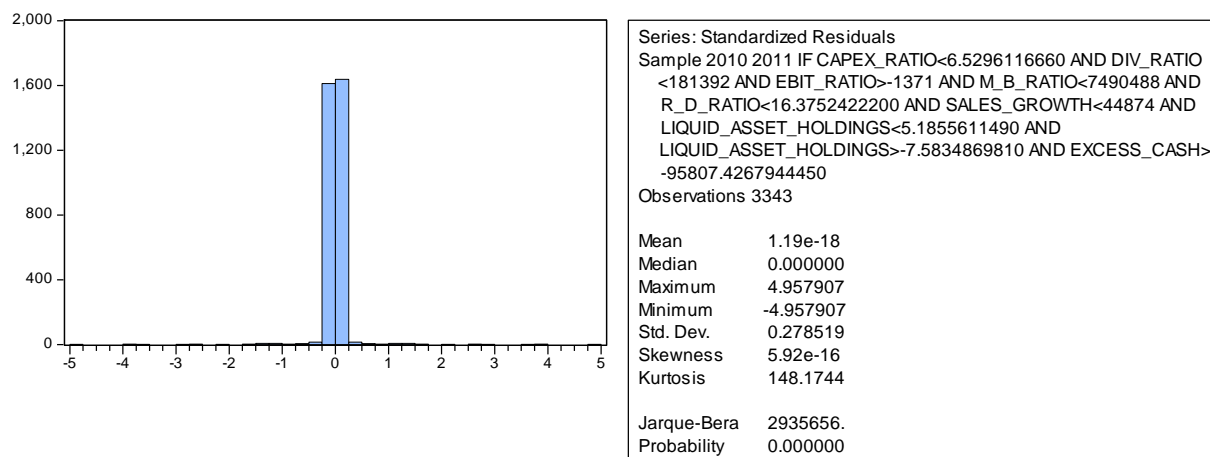 2,000
1,600
1,200
800
400
0
-5 -4 -3 -2 -1 0 1 2 3 4 5
Series: Standardized Residuals
Sample 2010 2011 IF CAPEX_RATIO<6.5296116660 AND DIV_RATIO
<181392 AND EBIT_RATIO>-1371 AND M_B_RATIO<7490488 AND
R_D_RATIO<16.3752422200 AND SALES_GROWTH<44874 AND
LIQUID_ASSET_HOLDINGS<5.1855611490 AND
LIQUID_ASSET_HOLDINGS>-7.5834869810 AND EXCESS_CASH>
-95807.4267944450
Observations 3343
Mean 1.19e-18
Median 0.000000
Maximum 4.957907
Minimum -4.957907
Std. Dev. 0.278519
Skewness 5.92e-16
Kurtosis 148.1744
Jarque-Bera 2935656.
Probability 0.000000